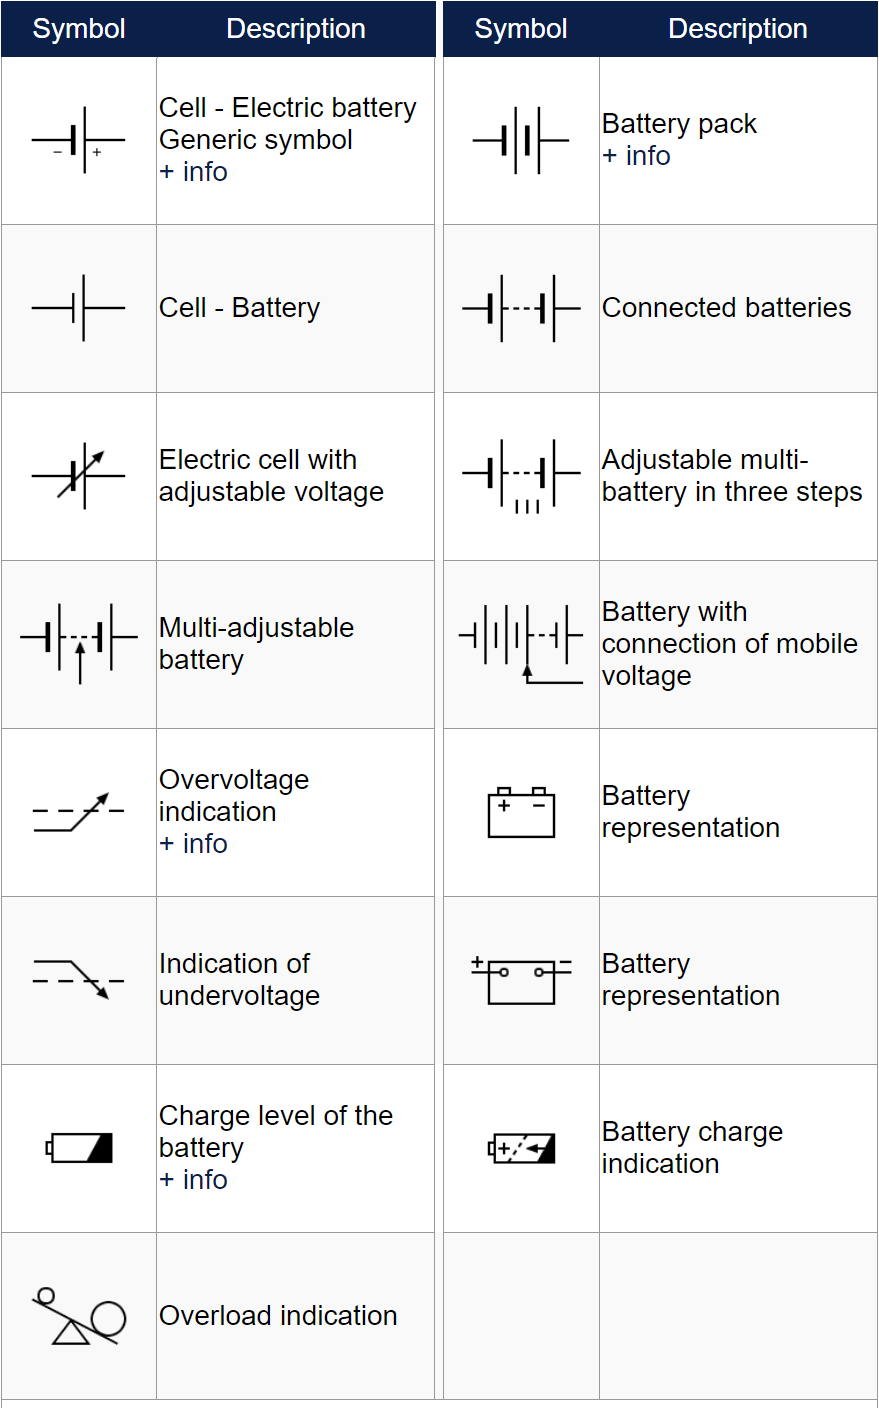 Symbol Description Symbol Description
Cell - Electric battery
Generic symbol
+ info
− +
Battery pack
+ info
Cell - Battery
Connected batteries
Electric cell with
adjustable voltage
Adjustable multi-
battery in three steps
Multi-adjustable
battery
Battery with
connection of mobile
voltage
Overvoltage
indication
+ info
+ −
Battery
representation
Indication of
undervoltage
+ −
Battery
representation
Charge level of the
battery
+ info
+
Battery charge
indication
Overload indication